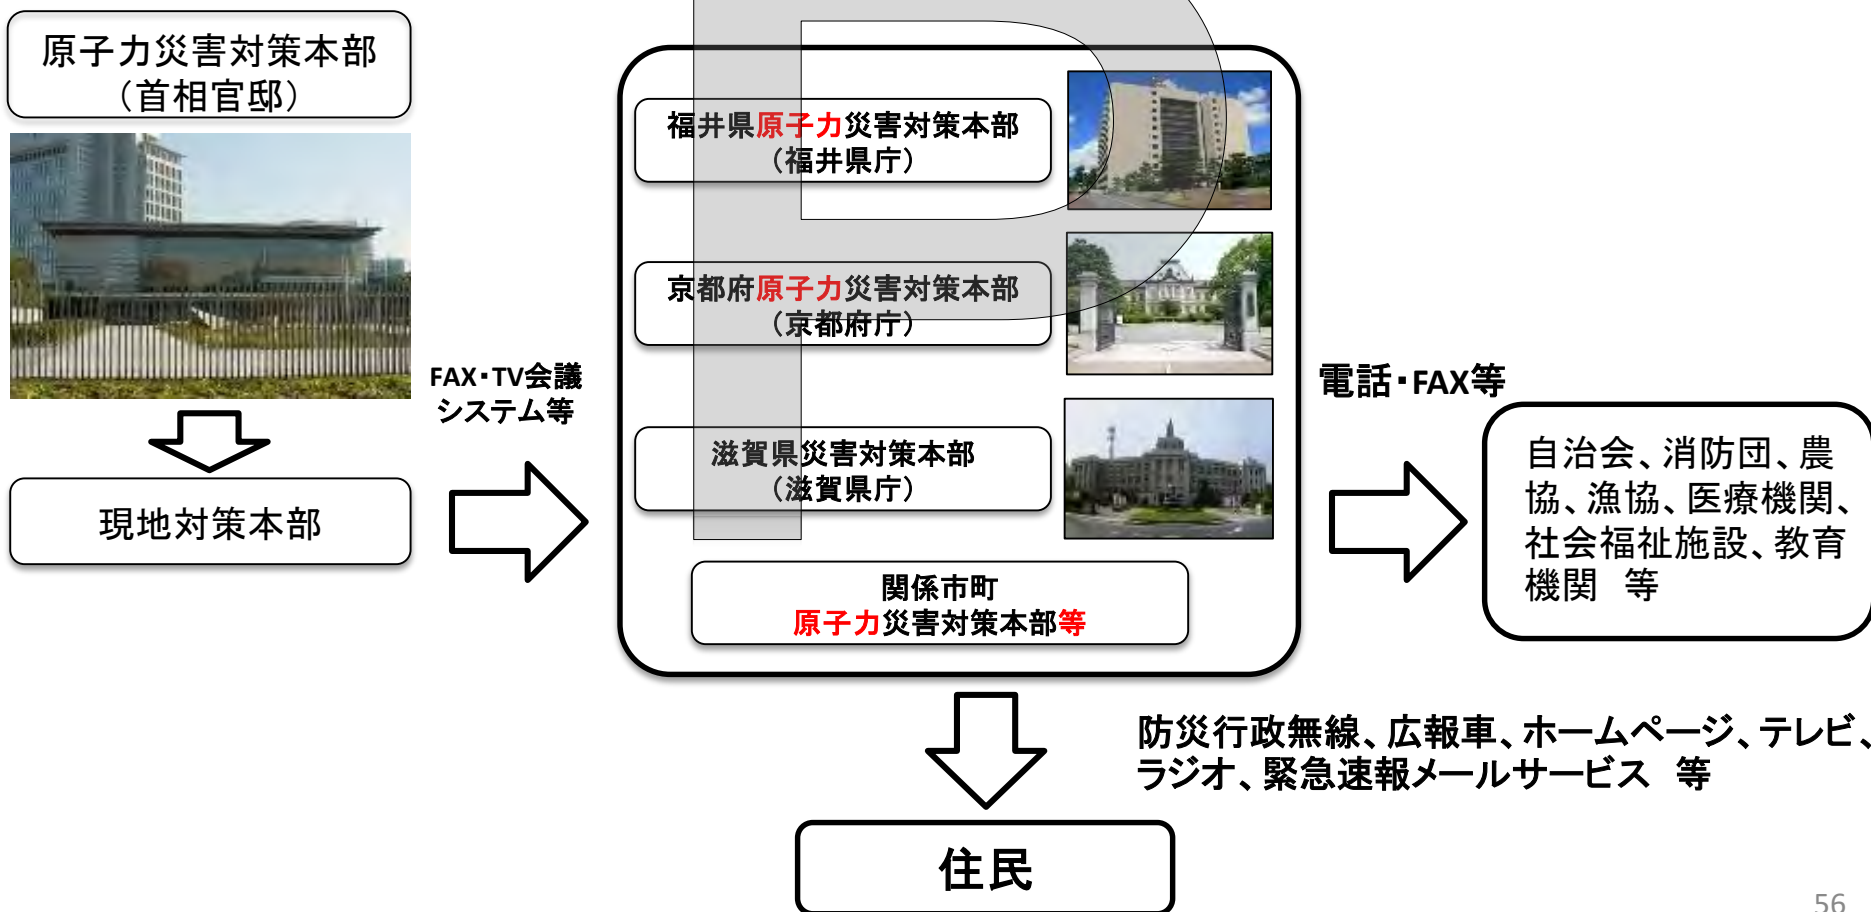 原子力災害対策本部
（首相官邸）
現地対策本部
FAX・TV会議
システム等
福井県原子力災害対策本部
（福井県庁）
京都府原子力災害対策本部
（京都府庁）
滋賀県災害対策本部
（滋賀県庁）
関係市町
原子力災害対策本部等
電話・FAX等
自治会、消防団、農
協、漁協、医療機関、
社会福祉施設、教育
機関　等
防災行政無線、広報車、ホームページ、テレビ、
ラジオ、緊急速報メールサービス　等
住民
56